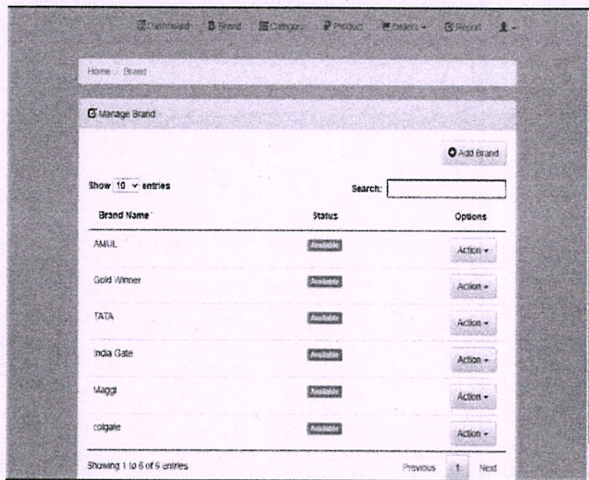 Dashboard Brand Category Product Orders Report
Home / Brand
Manage Brand
Add Brand
Show 10 entries Search:
Brand Name Status Options
AMUL Available Action
Gold Winner Available Action
TATA Available Action
India Gate Available Action
Maggi Available Action
colgate Available Action
Showing 1 to 6 of 6 entries Previous 1 Next